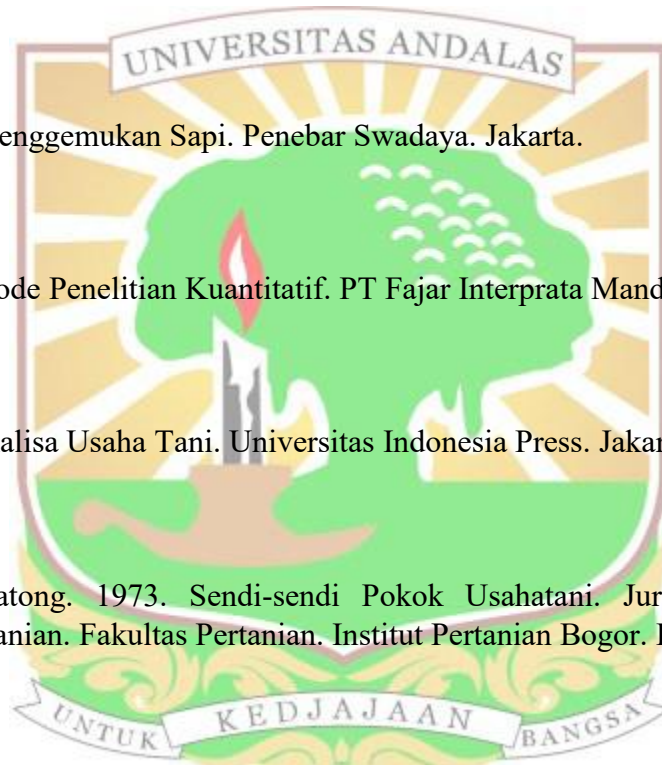 UNIVERSITAS ANDALAS
enggemukan Sapi. Penebar Swadaya. Jakarta.
ode Penelitian Kuantitatif. PT Fajar Interprata Mand
alisa Usaha Tani. Universitas Indonesia Press. Jakar
atong. 1973. Sendi-sendi Pokok Usahatani. Jur
anian. Fakultas Pertanian. Institut Pertanian Bogor.
UNTUK KEDJAJAAN BANGSA